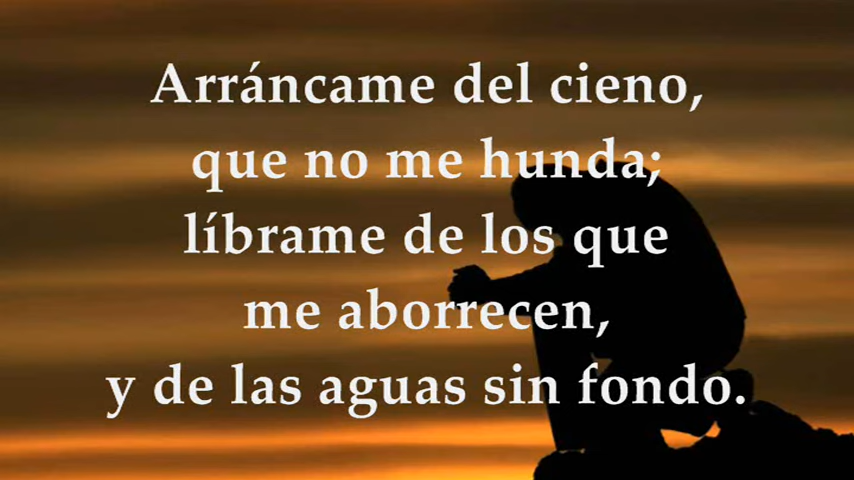 Arráncame del cieno,
que no me hunda;
líbrame de los que
me aborrecen,
y de las aguas sin fondo.